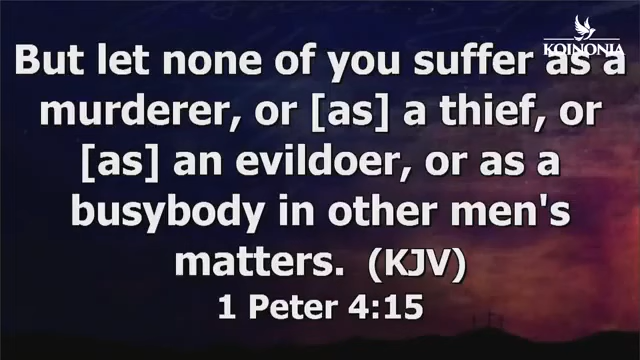 KOINONIA
But let none of you suffer as a
murderer, or [as] a thief, or
[as] an evildoer, or as a
busybody in other men's
matters. (KJV)
1 Peter 4:15